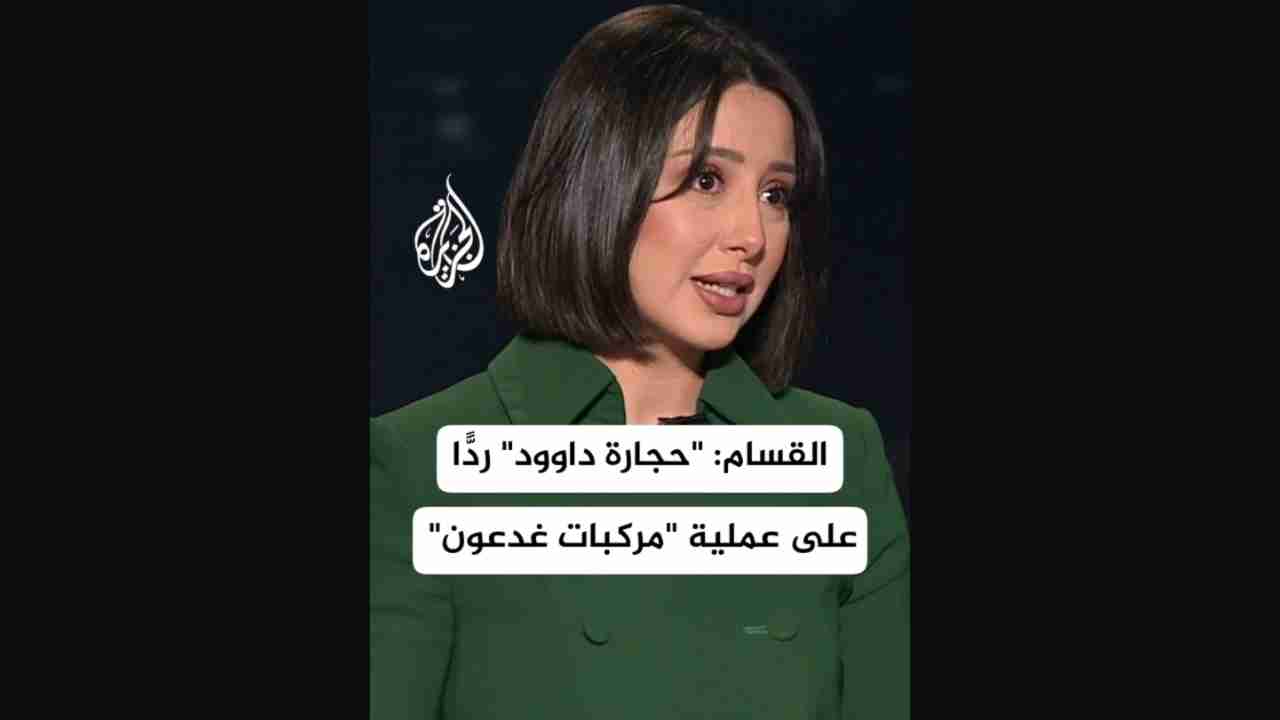 الجزيرة
القسام: "حجارة داوود" ردًّا
على عملية "مركبات غدعون"